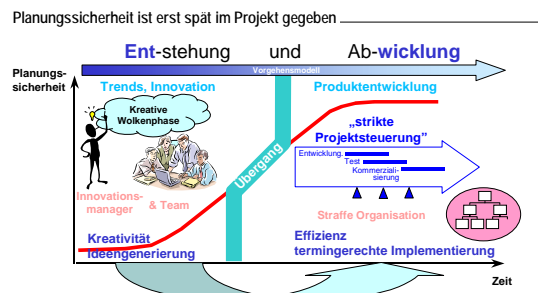 Planungssicherheit ist erst spät im Projekt gegeben
Ent-stehung und Ab-wicklung
Vorgehensmodell
Planungs-
sicherheit
Trends, Innovation
Produktentwicklung
Kreative
Wolkenphase
„strikte
Projektsteuerung”
Entwicklung
Test
Kommerziali-
sierung
Übergang
Innovations-
manager
& Team
Straffe Organisation
Kreativität
Ideengenerierung
Effizienz
termingerechte Implementierung
Zeit